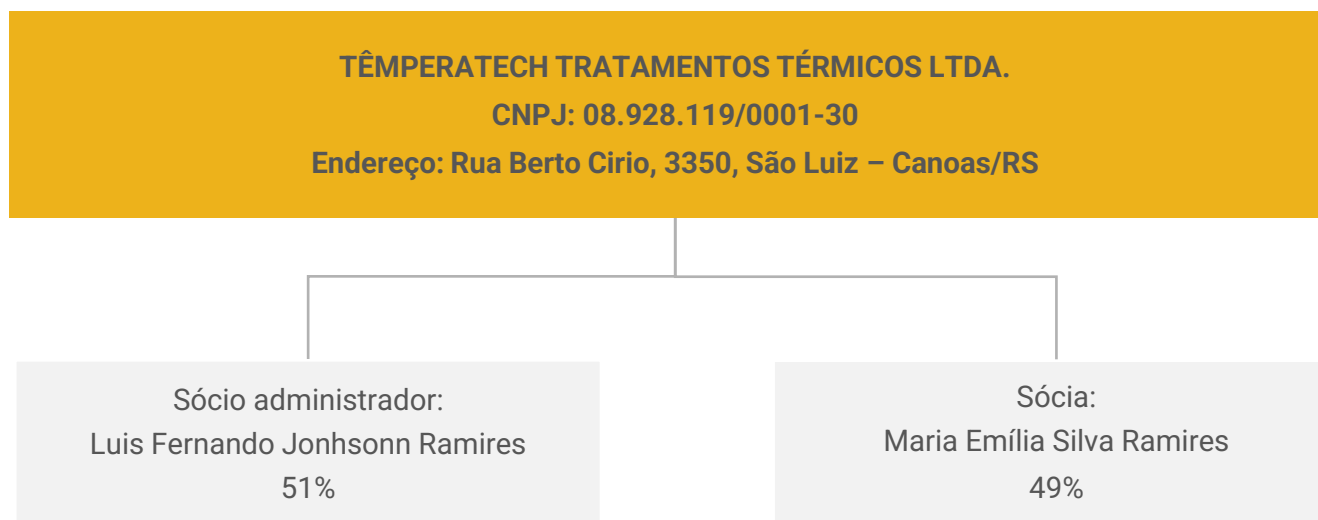 TÊMPERATECH TRATAMENTOS TÉRMICOS LTDA.
CNPJ: 08.928.119/0001-30
Endereço: Rua Berto Cirio, 3350, São Luiz – Canoas/RS
Sócio administrador:
Luis Fernando Jonhsonn Ramires
51%
Sócia:
Maria Emília Silva Ramires
49%